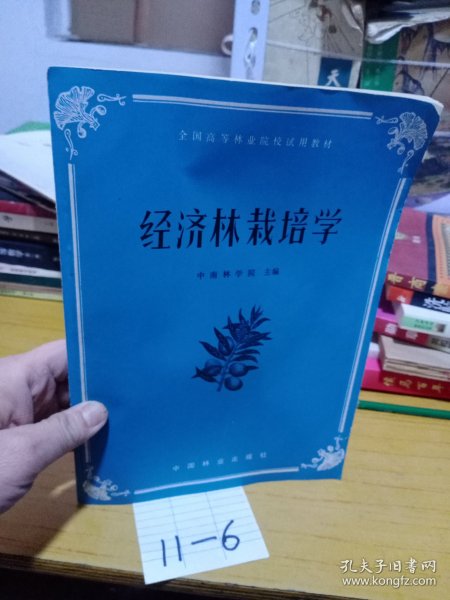 天
全国高等林业院校试用教材
经济林栽培学
中南林学院 主编
中国林业出版社
11-6
孔夫子旧书网
www.kongfz.com